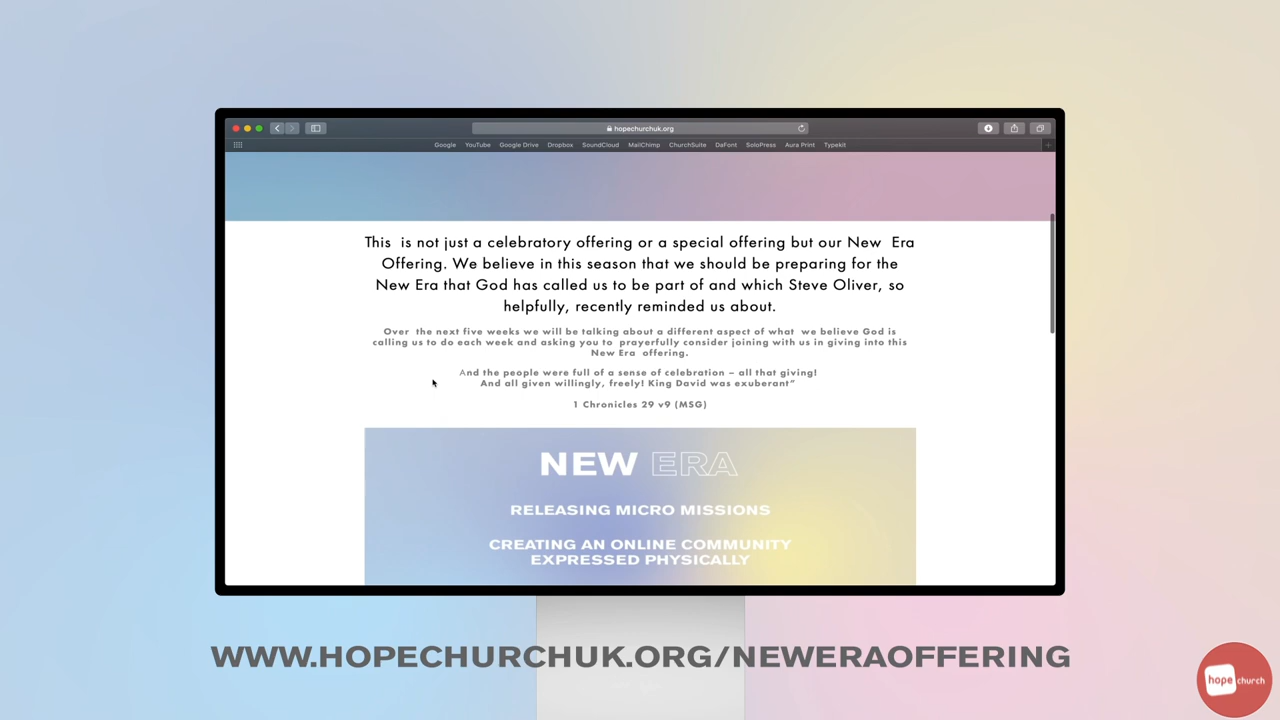 hopechurchuk.org
Google YouTube Google Drive Dropbox SoundCloud MailChimp ChurchSuite DaFont SoloPress Aura Print Typekit
This is not just a celebratory offering or a special offering but our New Era
Offering. We believe in this season that we should be preparing for the
New Era that God has called us to be part of and which Steve Oliver, so
helpfully, recently reminded us about.
Over the next five weeks we will be talking about a different aspect of what we believe God is
calling us to do each week and asking you to prayerfully consider joining with us in giving into this
New Era offering.
And the people were full of a sense of celebration – all that giving!
And all given willingly, freely! King David was exuberant”
1 Chronicles 29 v9 (MSG)
NEW ERA
RELEASING MICRO MISSIONS
CREATING AN ONLINE COMMUNITY
EXPRESSED PHYSICALLY
WWW.HOPECHURCHUK.ORG/NEWERAOFFERING
hope church